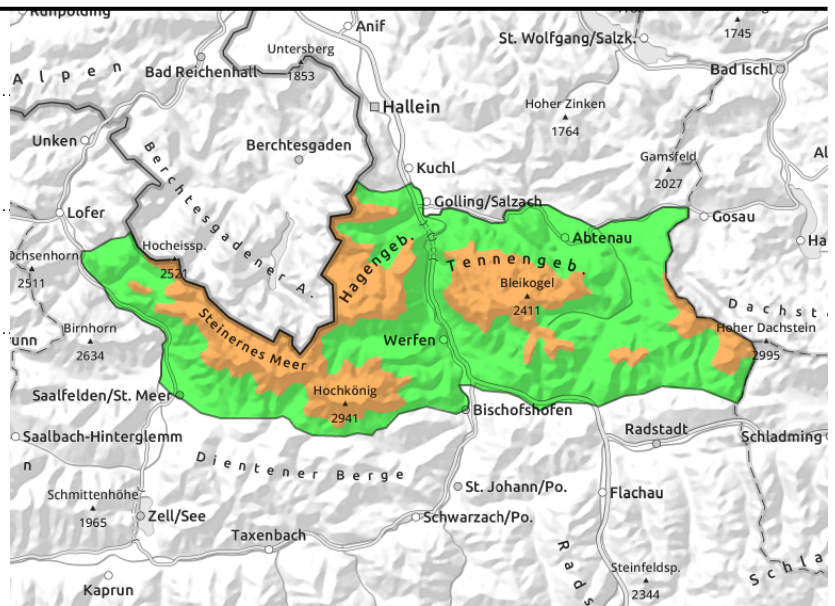 Anif
St. Wolfgang/Salzk.
1745
Untersberg
1853
Bad Reichenhall
Bad Ischl
Alpen
Hallein
Hoher Zinken
1764
Unken
Berchtesgaden
Gamsfeld
2027
Kuchl
Berchtesgadener A.
Golling/Salzach
Lofer
Gosau
Abtenau
Hocheissp.
2521
Hagengeb.
Tennengeb.
2511
Bleikogel
2411
Birnhorn
2634
Steinernes Meer
Werfen
Hoher Dachstein
2995
Hochkönig
2941
Saalfelden/St. Meer
Bischofshofen
Radstadt
Schladming
Saalbach-Hinterglemm
n
Dientener Berge
Schmittenhöhe
1965
St. Johann/Po.
Flachau
Zell/See
Schwarzach/Po.
Taxenbach
Steinfeldsp.
2344
Kaprun